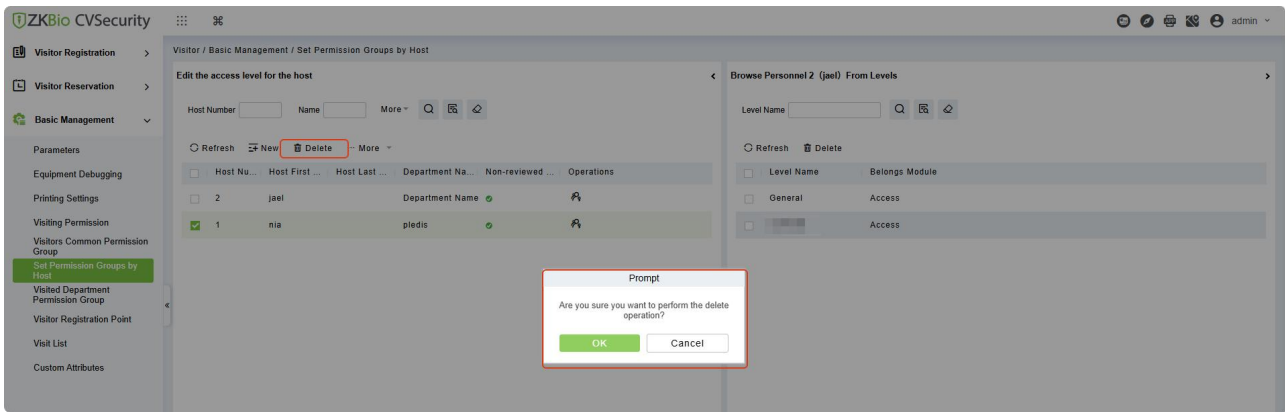 ZKBio CVSecurity
admin
Visitor Registration
Visitor Reservation
Basic Management
Parameters
Equipment Debugging
Printing Settings
Visiting Permission
Visitors Common Permission
Group
Set Permission Groups by
Host
Visited Department
Permission Group
Visitor Registration Point
Visit List
Custom Attributes
Visitor / Basic Management / Set Permission Groups by Host
Edit the access level for the host
Host Number Name More
Refresh New Delete ··· More
Host Nu... Host First ... Host Last ... Department Na... Non-reviewed ... Operations
2 jael Department Name
1 nia pledis
Browse Personnel 2 (jael) From Levels
Level Name
Refresh Delete
Level Name Belongs Module
General Access
Access
Prompt
Are you sure you want to perform the delete
operation?
OK Cancel